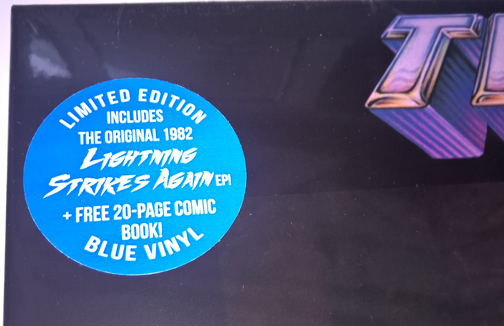 LIMITED EDITION
INCLUDES
THE ORIGINAL 1982
LIGHTNING
STRIKES AGAIN EP!
+ FREE 20-PAGE COMIC
BOOK!
BLUE VINYL
T